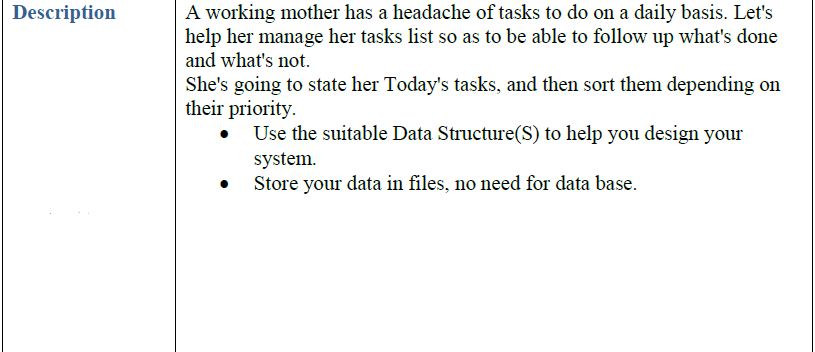 Description
A working mother has a headache of tasks to do on a daily basis. Let's
help her manage her tasks list so as to be able to follow up what's done
and what's not.
She's going to state her Today's tasks, and then sort them depending on
their priority.
• Use the suitable Data Structure(S) to help you design your
system.
• Store your data in files, no need for data base.